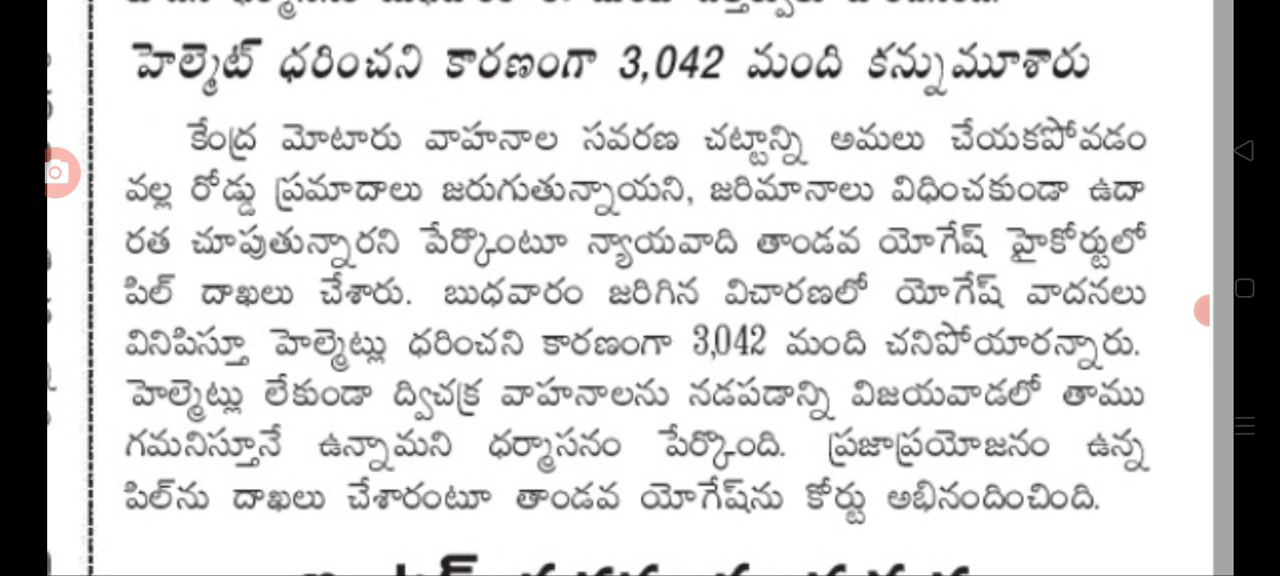 హెల్మెట్ ధరించని కారణంగా 3,042 మంది కన్నుమూశారు
కేంద్ర మోటారు వాహనాల సవరణ చట్టాన్ని అమలు చేయకపోవడం
వల్ల రోడ్డు ప్రమాదాలు జరుగుతున్నాయని, జరిమానాలు విధించకుండా ఉదా
రత చూపుతున్నారని పేర్కొంటూ న్యాయవాది తాండవ యోగేష్ హైకోర్టులో
పిల్ దాఖలు చేశారు. బుధవారం జరిగిన విచారణలో యోగేష్ వాదనలు
వినిపిస్తూ హెల్మెట్లు ధరించని కారణంగా 3,042 మంది చనిపోయారన్నారు.
హెల్మెట్లు లేకుండా ద్విచక్ర వాహనాలను నడపడాన్ని విజయవాడలో తాము
గమనిస్తూనే ఉన్నామని ధర్మాసనం పేర్కొంది. ప్రజాప్రయోజనం ఉన్న
పిల్‌ను దాఖలు చేశారంటూ తాండవ యోగేష్‌ను కోర్టు అభినందించింది.